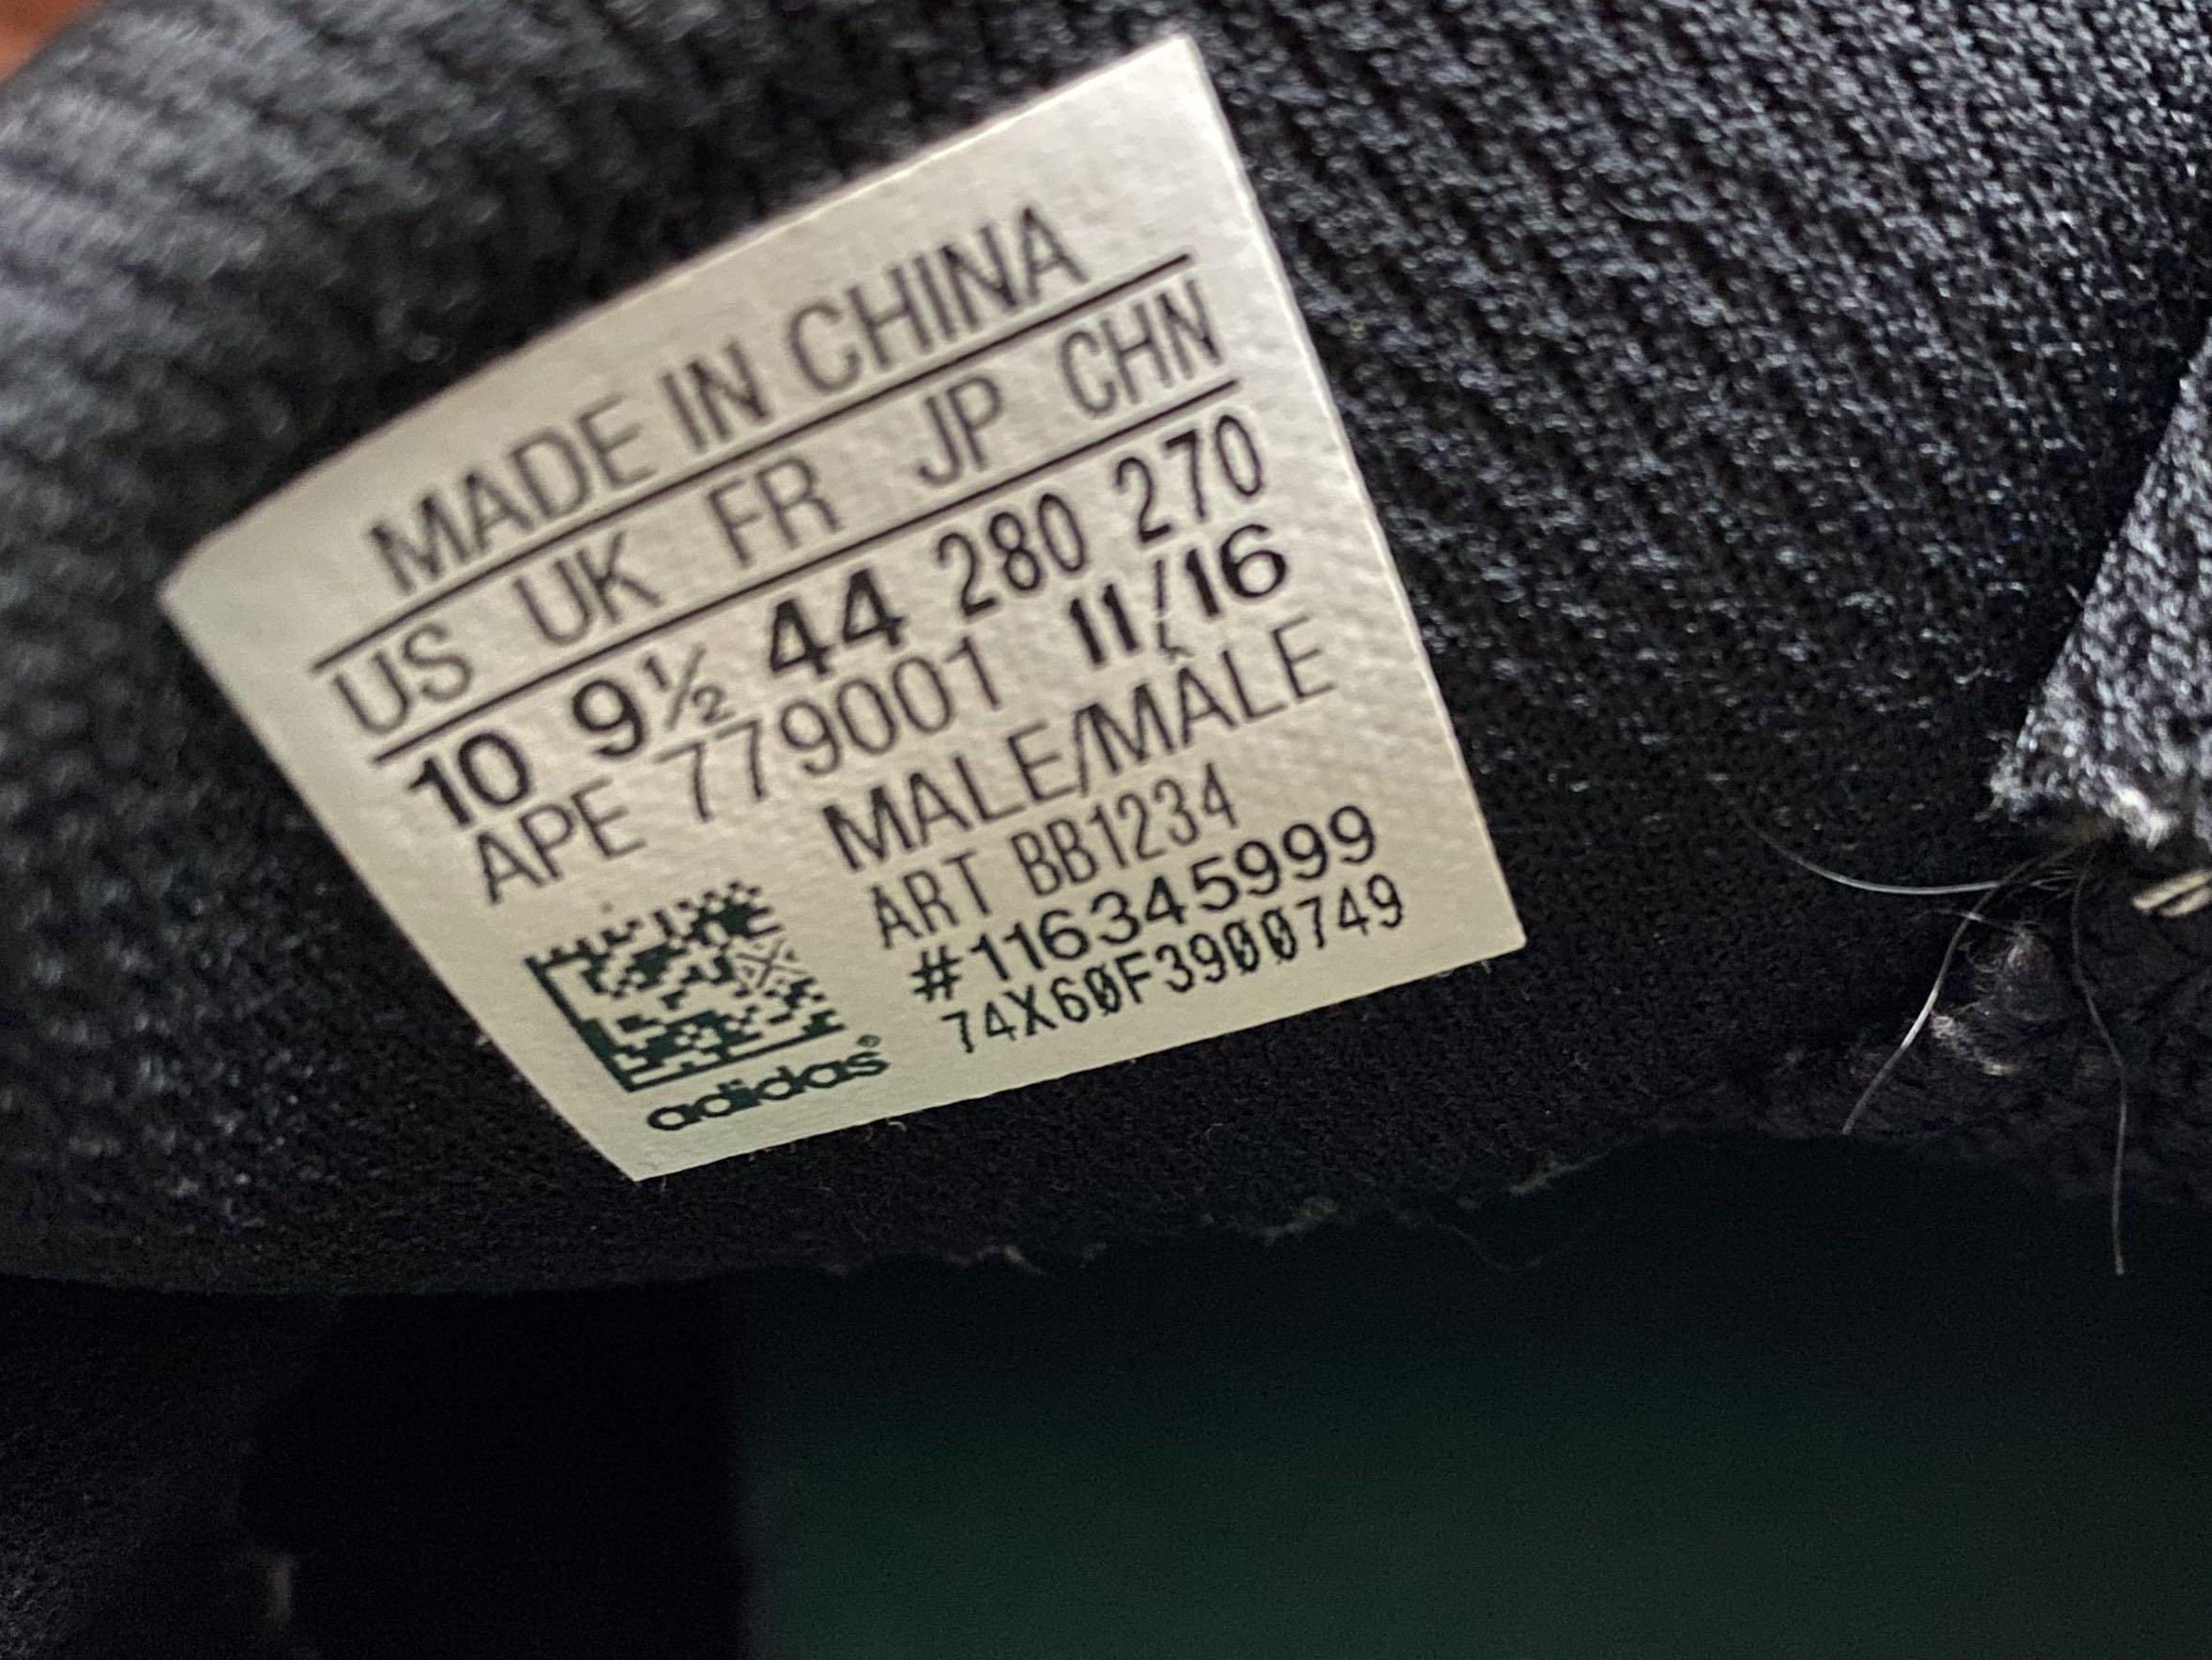 MADE IN CHINA
US UK FR JP CHN
10 9½ 44 280 270
APE 779001 11/16
MALE/MÂLE
ART BB1234
#116345999
74X60F3900749
adidas®